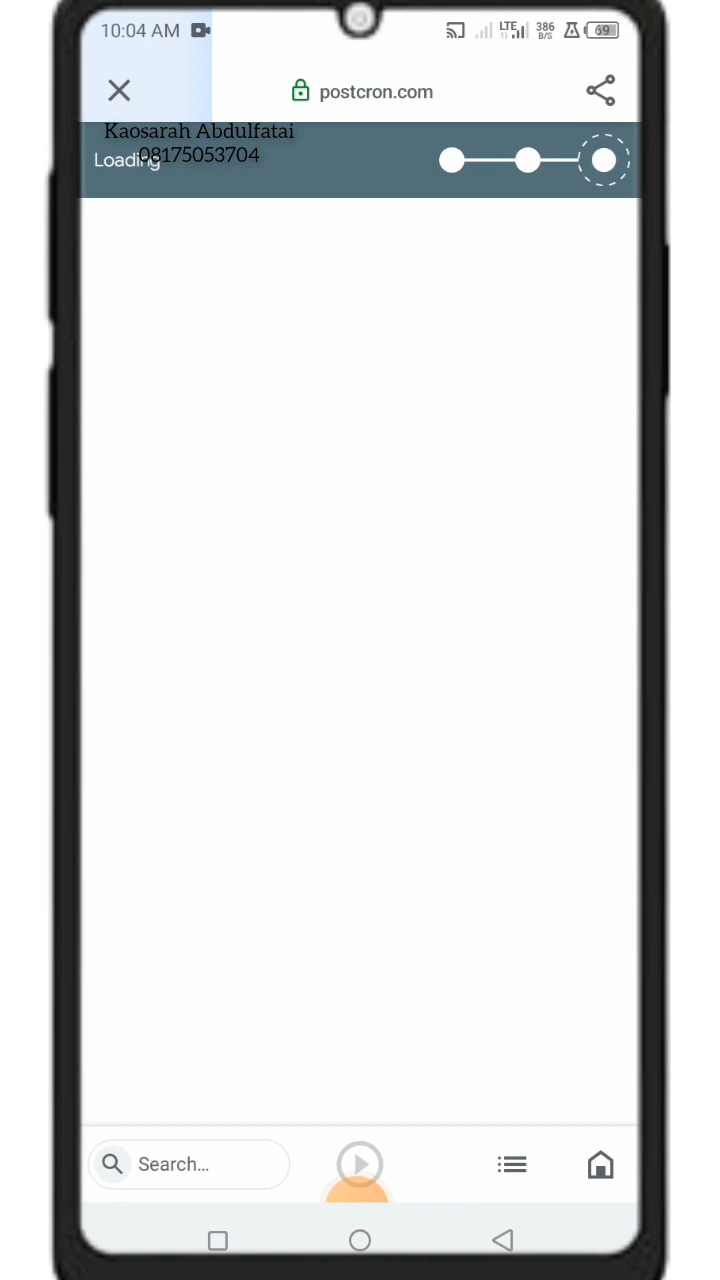 10:04 AM
LTE
386
B/S
69
postcron.com
Kaosarah Abdulfatai
08175053704
Loading
Search...